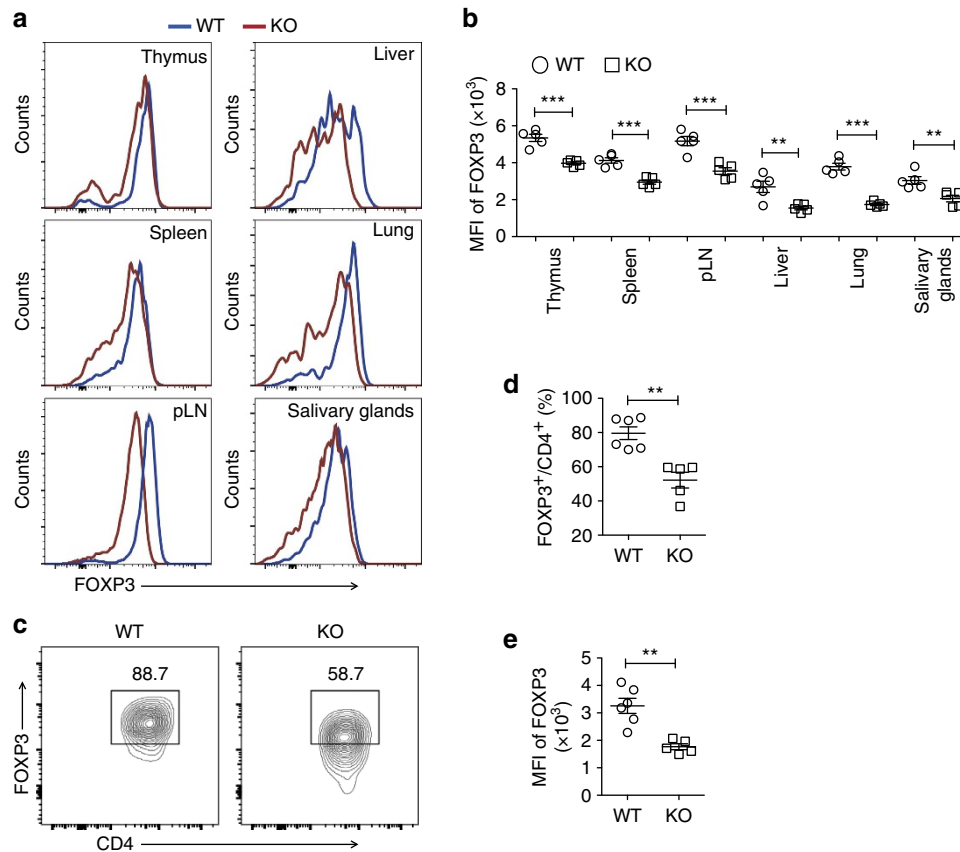 a
WT KO
Thymus
Counts
Liver
Counts
Spleen
Counts
Lung
Counts
pLN
Counts
Salivary glands
Counts
FOXP3
b
WT KO
MFI of FOXP3 (×10³)
8
6
4
2
0
***
***
***
**
***
**
Thymus
Spleen
pLN
Liver
Lung
Salivary
glands
c
WT
KO
88.7
58.7
FOXP3
CD4
d
FOXP3⁺/CD4⁺ (%)
100
80
60
40
20
**
WT KO
e
MFI of FOXP3
(×10³)
5
4
3
2
1
0
**
WT KO